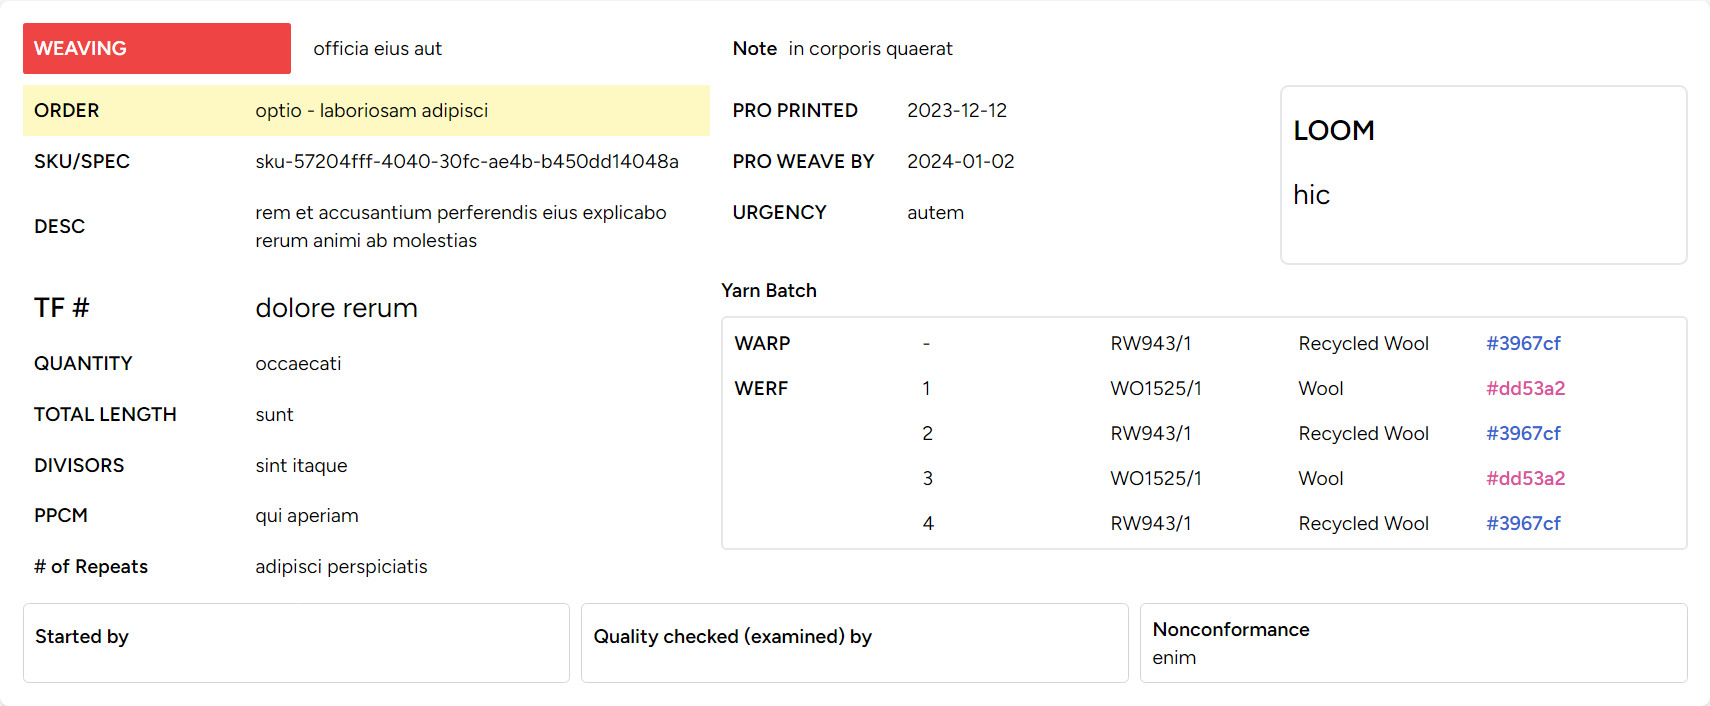 WEAVING officia eius aut
Note in corporis quaerat
ORDER optio - laboriosam adipisci
SKU/SPEC sku-57204fff-4040-30fc-ae4b-b450dd14048a
DESC rem et accusantium perferendis eius explicabo
rerum animi ab molestias
PRO PRINTED 2023-12-12
PRO WEAVE BY 2024-01-02
URGENCY autem
LOOM
hic
TF # dolore rerum
QUANTITY occaecati
TOTAL LENGTH sunt
DIVISORS sint itaque
PPCM qui aperiam
# of Repeats adipisci perspiciatis
Yarn Batch
WARP - RW943/1 Recycled Wool #3967cf
WERF 1 WO1525/1 Wool #dd53a2
2 RW943/1 Recycled Wool #3967cf
3 WO1525/1 Wool #dd53a2
4 RW943/1 Recycled Wool #3967cf
Started by
Quality checked (examined) by
Nonconformance
enim